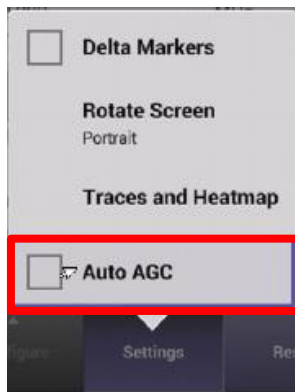 Delta Markers
Rotate Screen
Portrait
Traces and Heatmap
Auto AGC
Settings